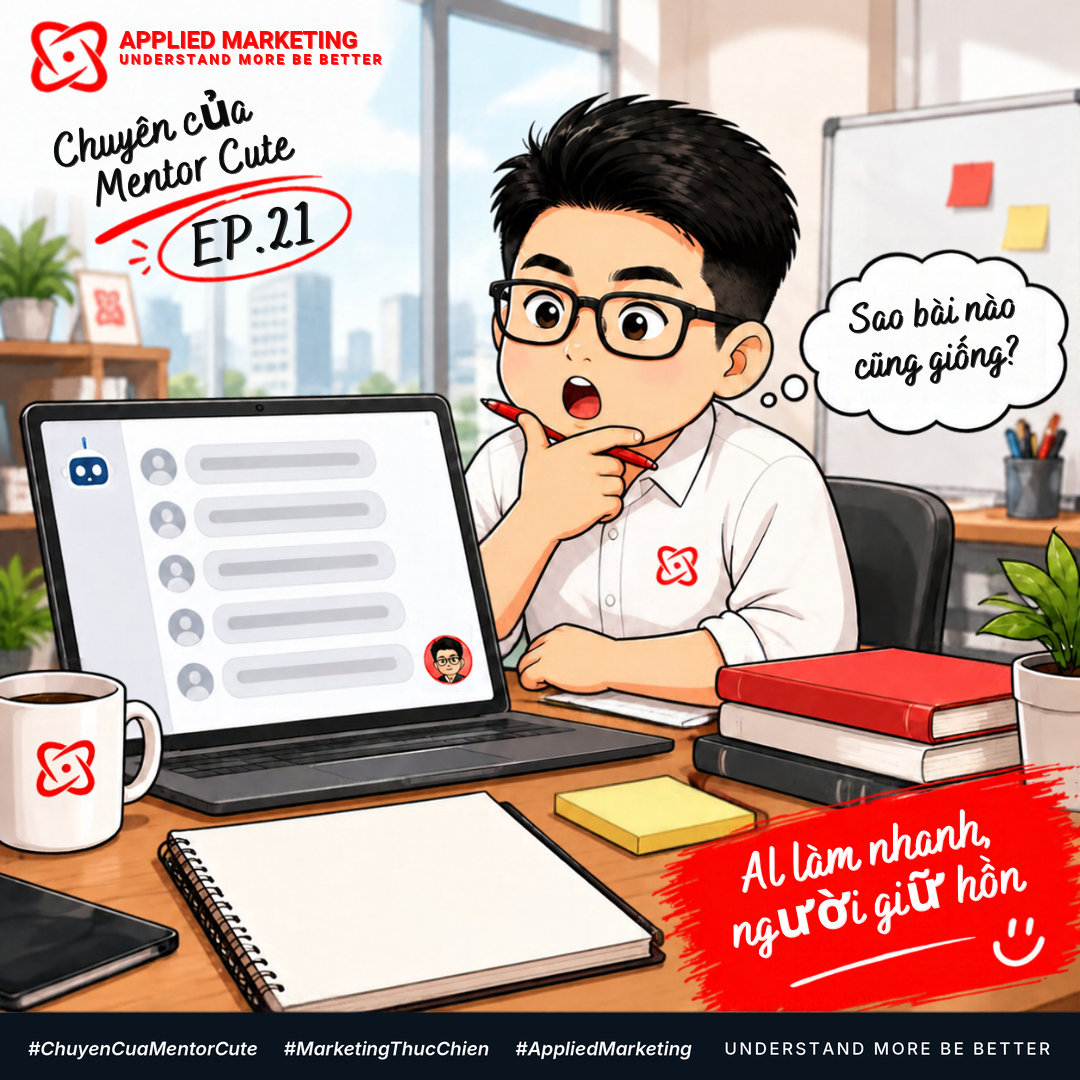 APPLIED MARKETING
UNDERSTAND MORE BE BETTER
Chuyên của
Mentor Cute
EP.21
Sao bài nào
cũng giống?
AI làm nhanh,
người giữ hồn
#ChuyenCuaMentorCute #MarketingThucChien #AppliedMarketing UNDERSTAND MORE BE BETTER